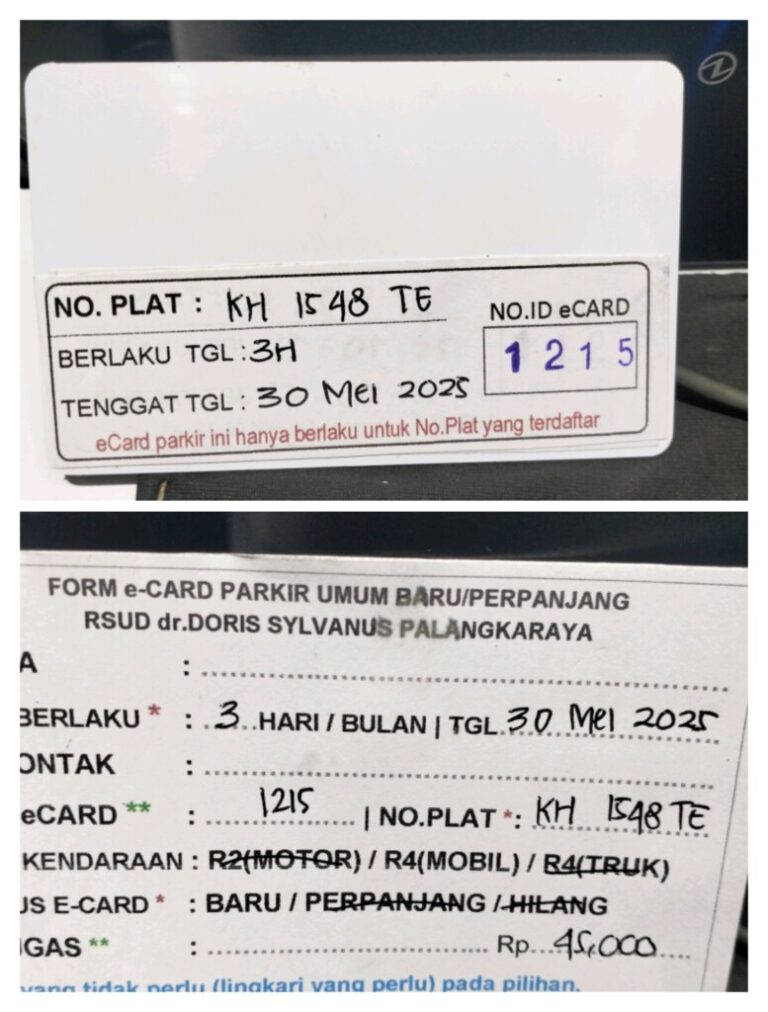 NO. PLAT : KH 1548 TE
NO.ID eCARD
1215
BERLAKU TGL : 3H
TENGGAT TGL : 30 MEI 2025
eCard parkir ini hanya berlaku untuk No.Plat yang terdaftar
FORM e-CARD PARKIR UMUM BARU/PERPANJANG
RSUD dr.DORIS SYLVANUS PALANGKARAYA
A : ....................
BERLAKU * : .3..HARI / BULAN | TGL.30 MEI 2025
ONTAK : ....................
eCARD ** : ......1215...... | NO.PLAT *: KH 1548 TE
KENDARAAN : R2(MOTOR) / R4(MOBIL) / R4(TRUK)
US E-CARD * : BARU / PERPANJANG / HILANG
GAS ** : .................... Rp...45,000....
yang tidak perlu (lingkari yang perlu) pada pilihan.